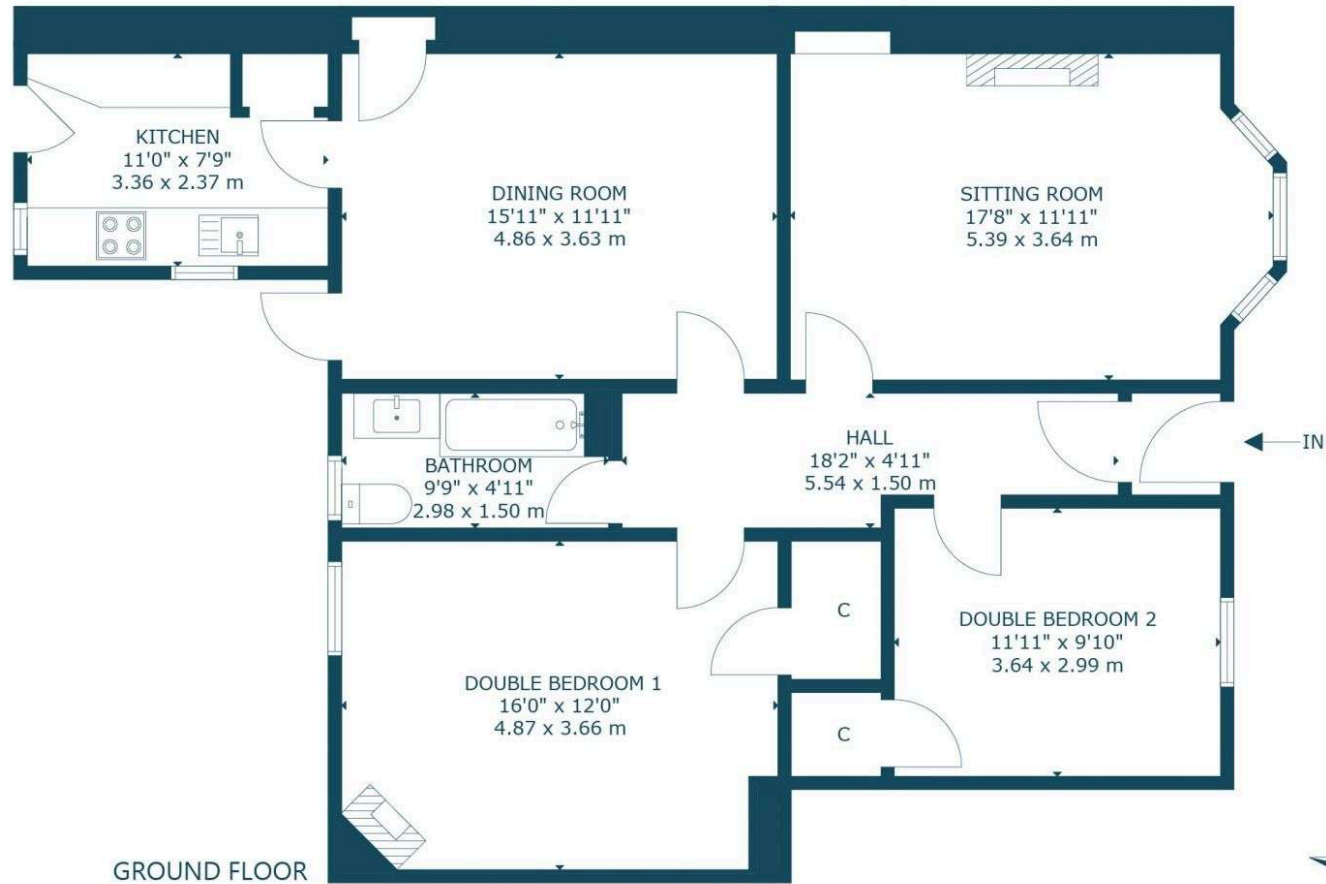 KITCHEN
11'0" x 7'9"
3.36 x 2.37 m
DINING ROOM
15'11" x 11'11"
4.86 x 3.63 m
SITTING ROOM
17'8" x 11'11"
5.39 x 3.64 m
BATHROOM
9'9" x 4'11"
2.98 x 1.50 m
HALL
18'2" x 4'11"
5.54 x 1.50 m
IN
DOUBLE BEDROOM 1
16'0" x 12'0"
4.87 x 3.66 m
C
C
DOUBLE BEDROOM 2
11'11" x 9'10"
3.64 x 2.99 m
GROUND FLOOR